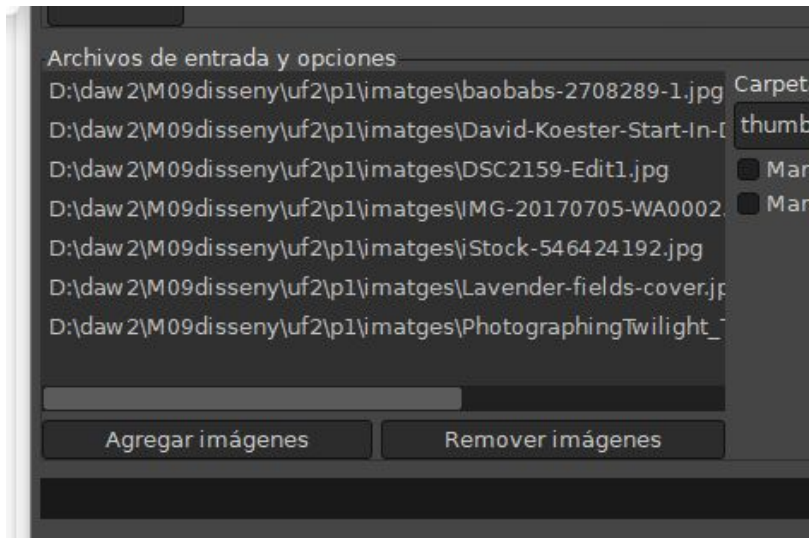 Archivos de entrada y opciones
D:\daw2\M09disseny\uf2\p1\imatges\baobabs-2708289-1.jpg
D:\daw2\M09disseny\uf2\p1\imatges\David-Koester-Start-In-
D:\daw2\M09disseny\uf2\p1\imatges\DSC2159-Edit1.jpg
D:\daw2\M09disseny\uf2\p1\imatges\IMG-20170705-WA0002.
D:\daw2\M09disseny\uf2\p1\imatges\iStock-546424192.jpg
D:\daw2\M09disseny\uf2\p1\imatges\Lavender-fields-cover.jp
D:\daw2\M09disseny\uf2\p1\imatges\PhotographingTwilight_
Agregar imágenes
Remover imágenes
Carpet
thumb
Mar
Mar